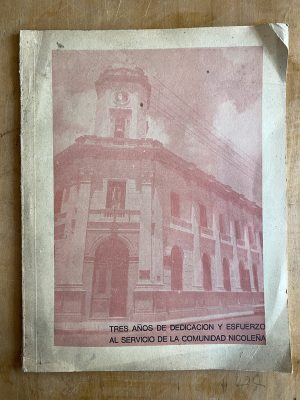 TRES AÑOS DE DEDICACION Y ESFUERZO
AL SERVICIO DE LA COMUNIDAD NICOLEÑA